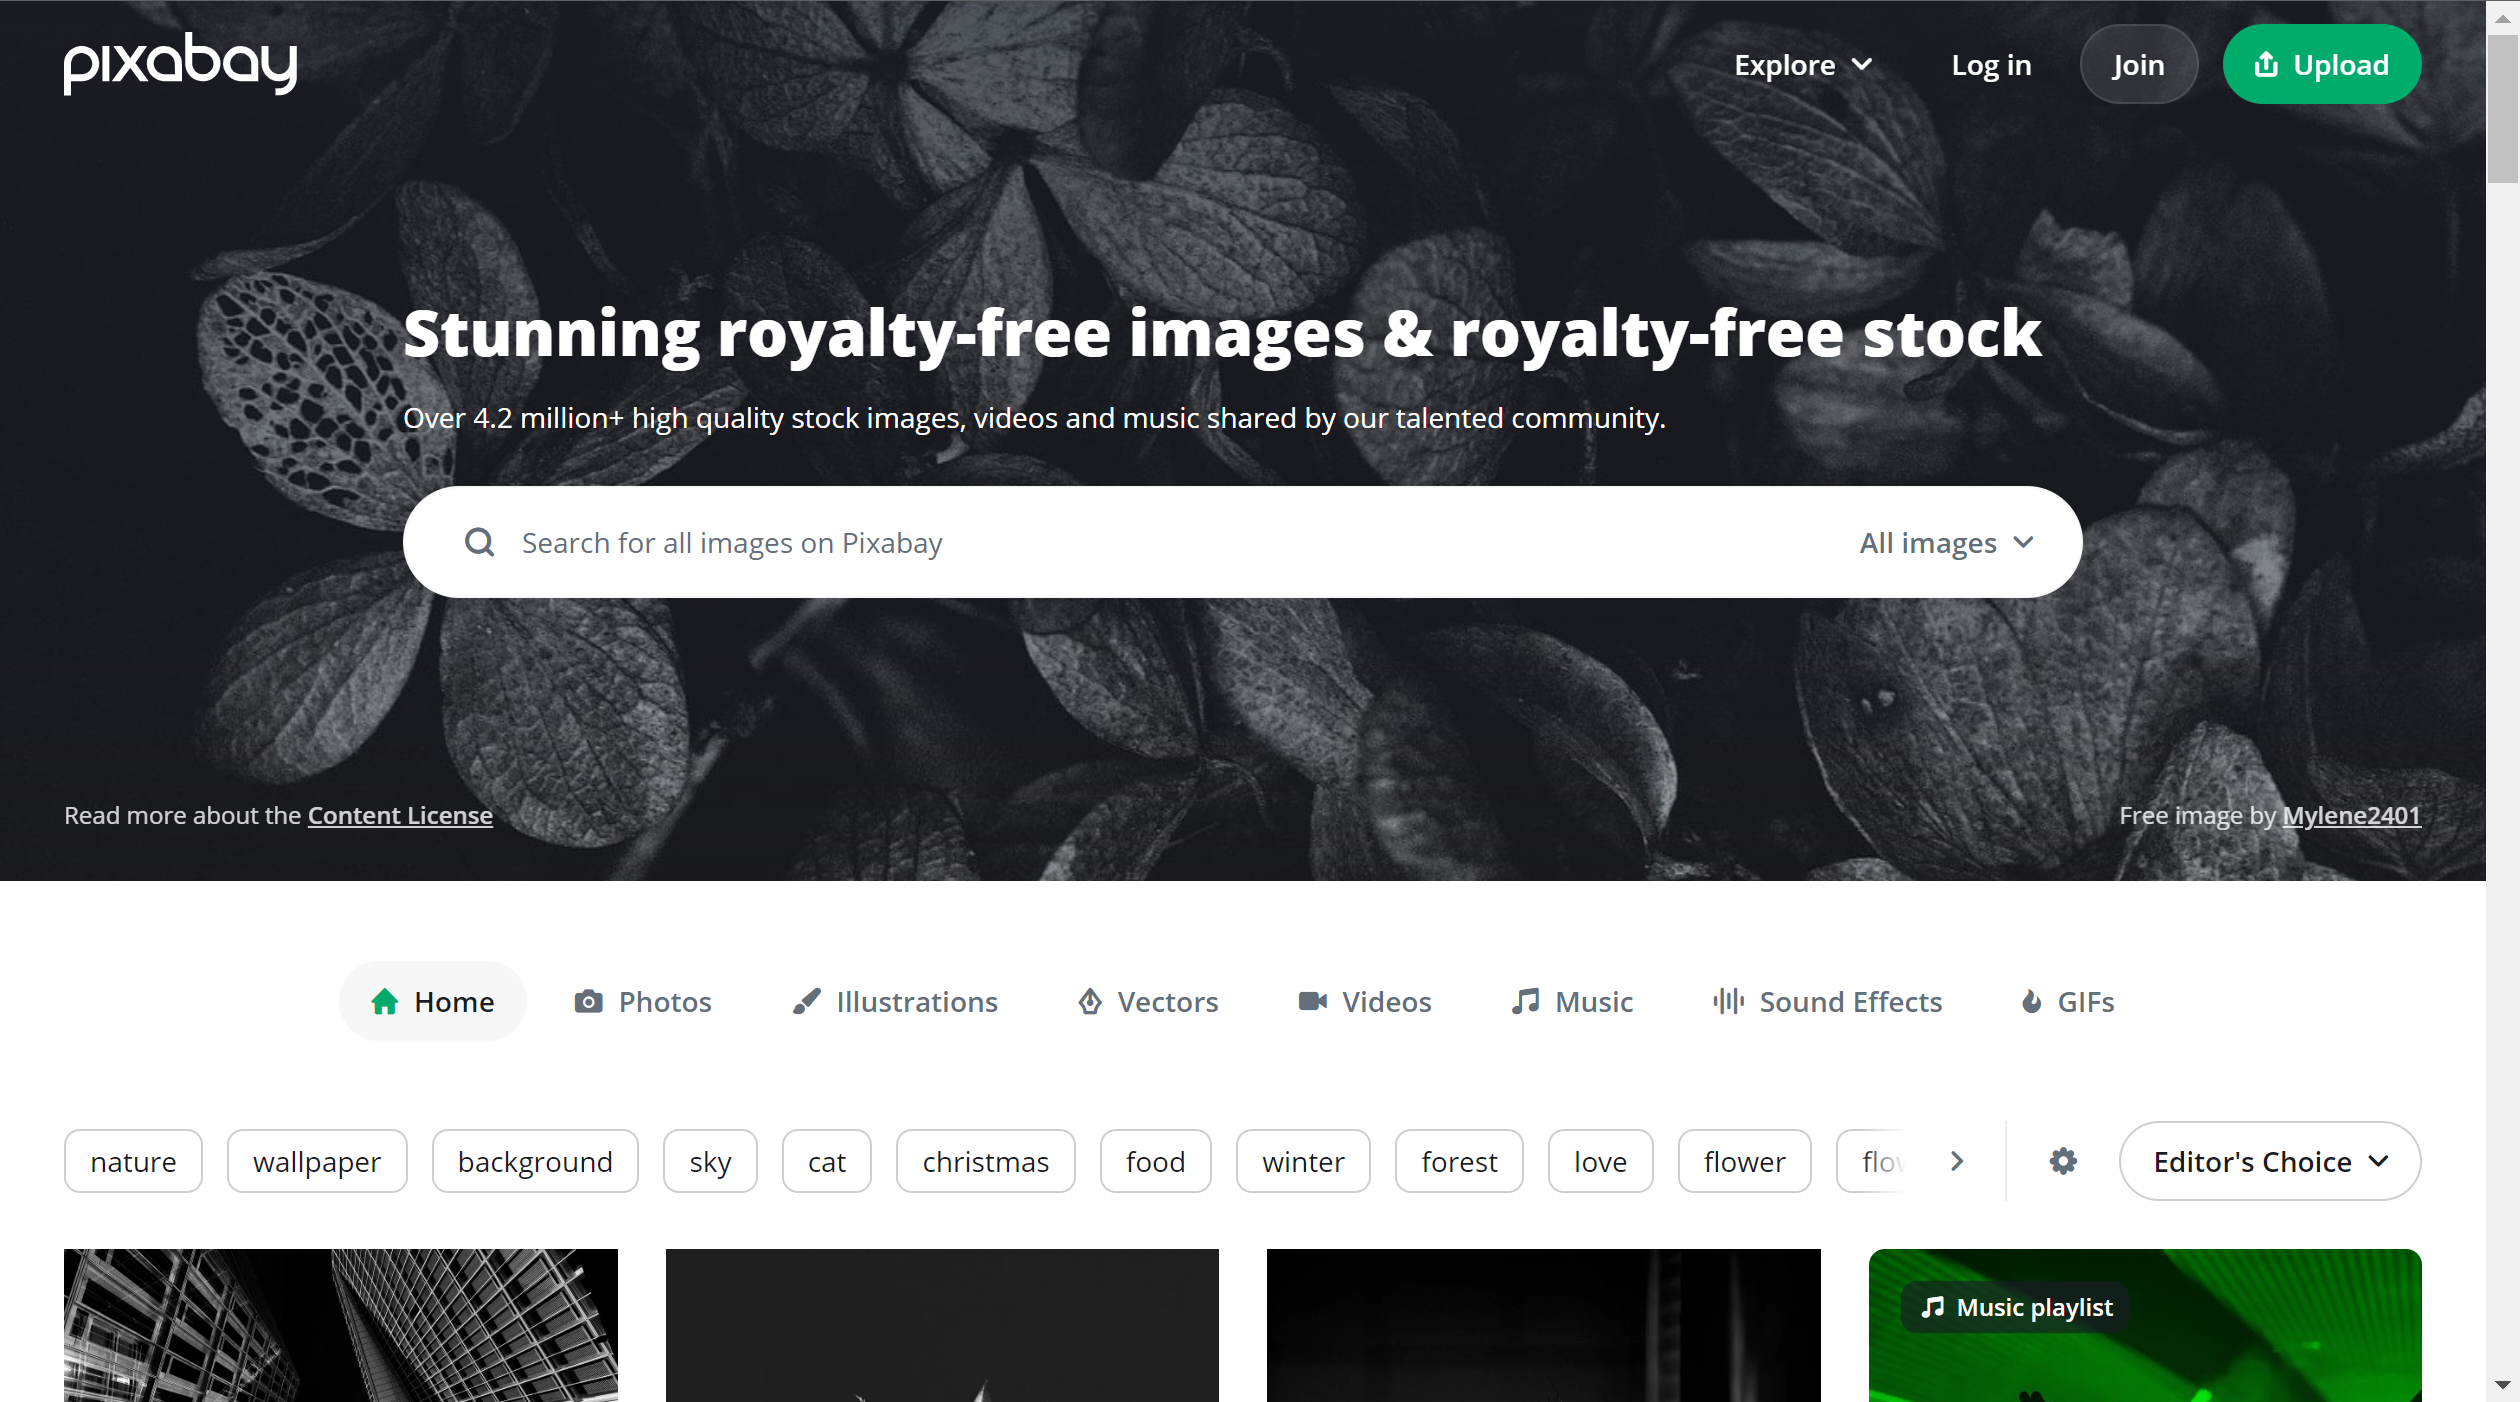 pixabay
Explore
Log in
Join
Upload
Stunning royalty-free images & royalty-free stock
Over 4.2 million+ high quality stock images, videos and music shared by our talented community.
Search for all images on Pixabay
All images
Read more about the Content License
Free image by Mylene2401
Home
Photos
Illustrations
Vectors
Videos
Music
Sound Effects
GIFs
nature
wallpaper
background
sky
cat
christmas
food
winter
forest
love
flower
Editor's Choice
Music playlist